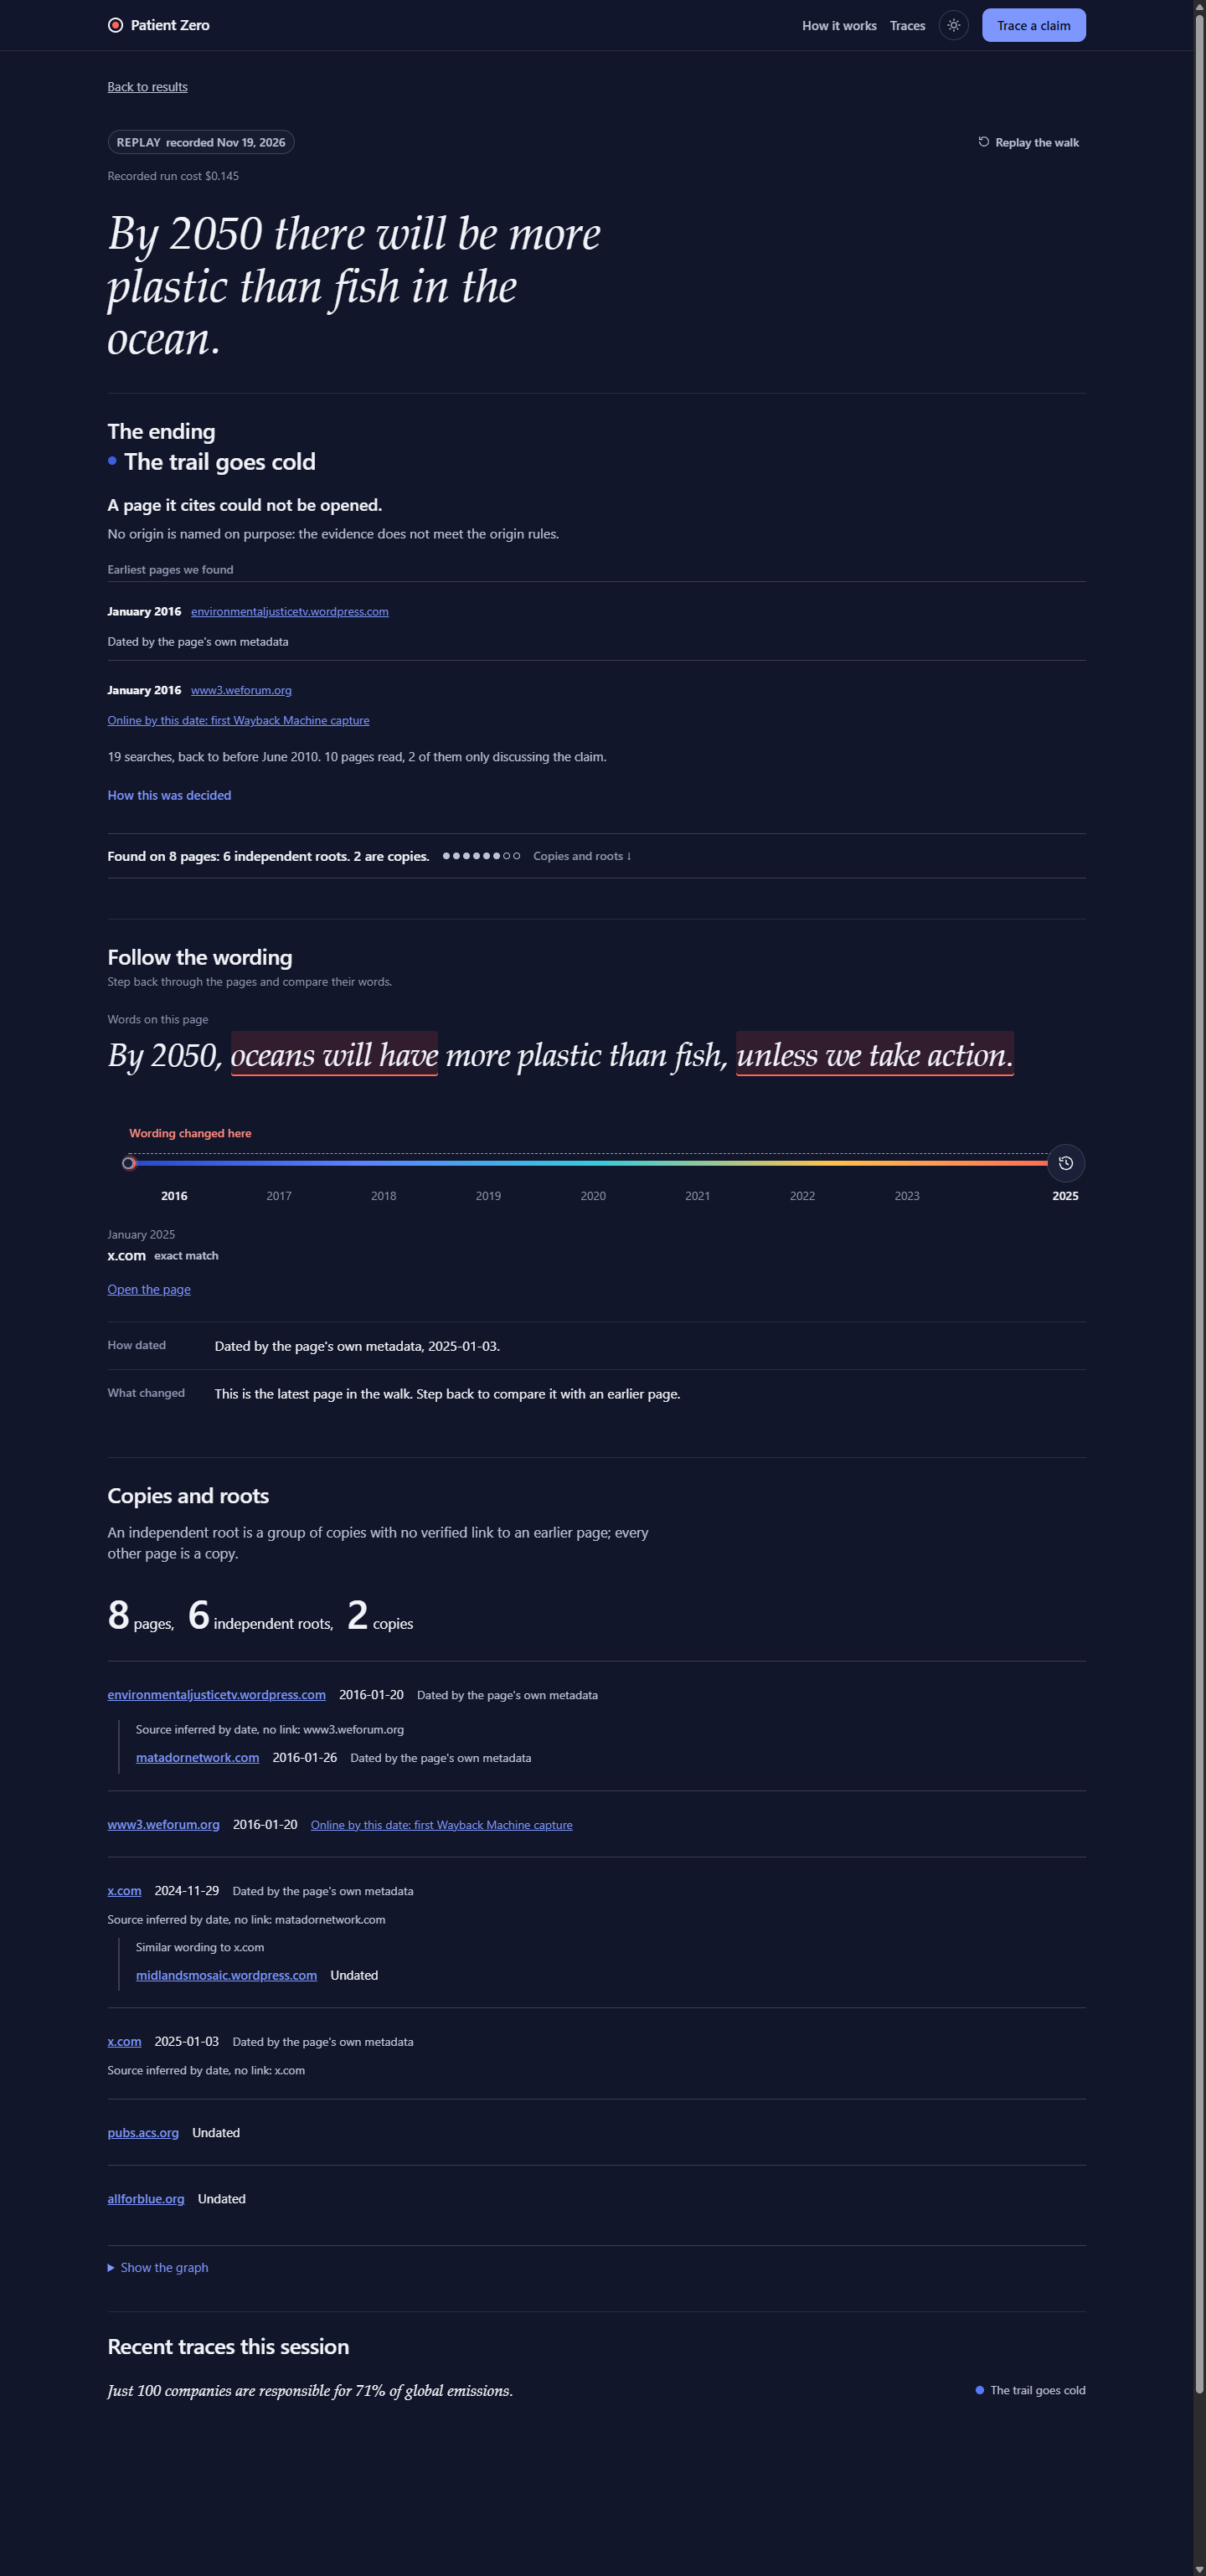 Patient Zero
How it works
Traces
Trace a claim
Back to results
REPLAY recorded Nov 19, 2026
Replay the walk
Recorded run cost $0.145
By 2050 there will be more
plastic than fish in the
ocean.
The ending
The trail goes cold
A page it cites could not be opened.
No origin is named on purpose: the evidence does not meet the origin rules.
Earliest pages we found
January 2016 environmentaljusticetv.wordpress.com
Dated by the page's own metadata
January 2016 www3.weforum.org
Online by this date: first Wayback Machine capture
19 searches, back to before June 2010. 10 pages read, 2 of them only discussing the claim.
How this was decided
Found on 8 pages: 6 independent roots. 2 are copies.
Copies and roots ↓
Follow the wording
Step back through the pages and compare their words.
Words on this page
By 2050, oceans will have more plastic than fish, unless we take action.
Wording changed here
2016 2017 2018 2019 2020 2021 2022 2023 2025
January 2025
x.com exact match
Open the page
How dated Dated by the page's own metadata, 2025-01-03.
What changed This is the latest page in the walk. Step back to compare it with an earlier page.
Copies and roots
An independent root is a group of copies with no verified link to an earlier page; every
other page is a copy.
8 pages, 6 independent roots, 2 copies
environmentaljusticetv.wordpress.com 2016-01-20 Dated by the page's own metadata
Source inferred by date, no link: www3.weforum.org
matadornetwork.com 2016-01-26 Dated by the page's own metadata
www3.weforum.org 2016-01-20 Online by this date: first Wayback Machine capture
x.com 2024-11-29 Dated by the page's own metadata
Source inferred by date, no link: matadornetwork.com
Similar wording to x.com
midlandsmosaic.wordpress.com Undated
x.com 2025-01-03 Dated by the page's own metadata
Source inferred by date, no link: x.com
pubs.acs.org Undated
allforblue.org Undated
Show the graph
Recent traces this session
Just 100 companies are responsible for 71% of global emissions.
The trail goes cold